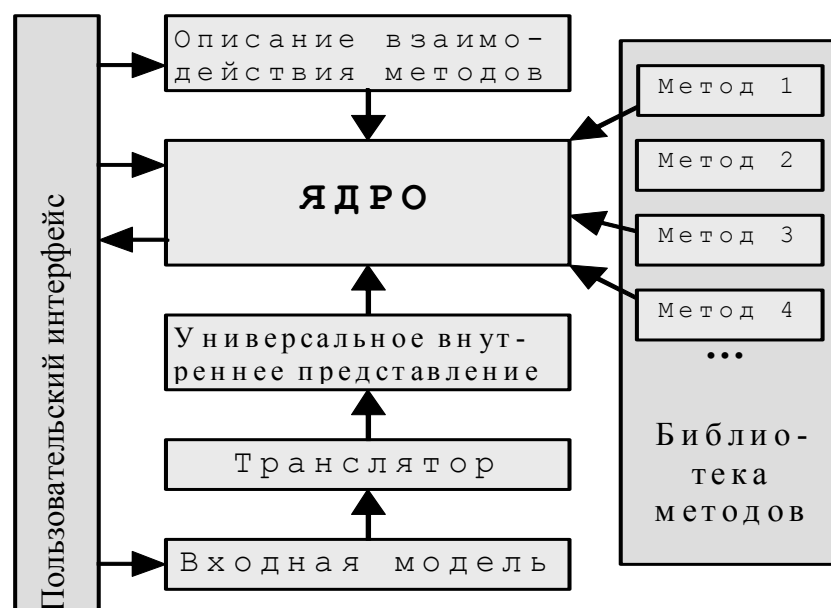 Описание взаимо-
действия методов
ЯДРО
Универсальное внут-
реннее представление
Транслятор
Входная модель
Пользовательский интерфейс
Метод 1
Метод 2
Метод 3
Метод 4
...
Библио-
тека
методов